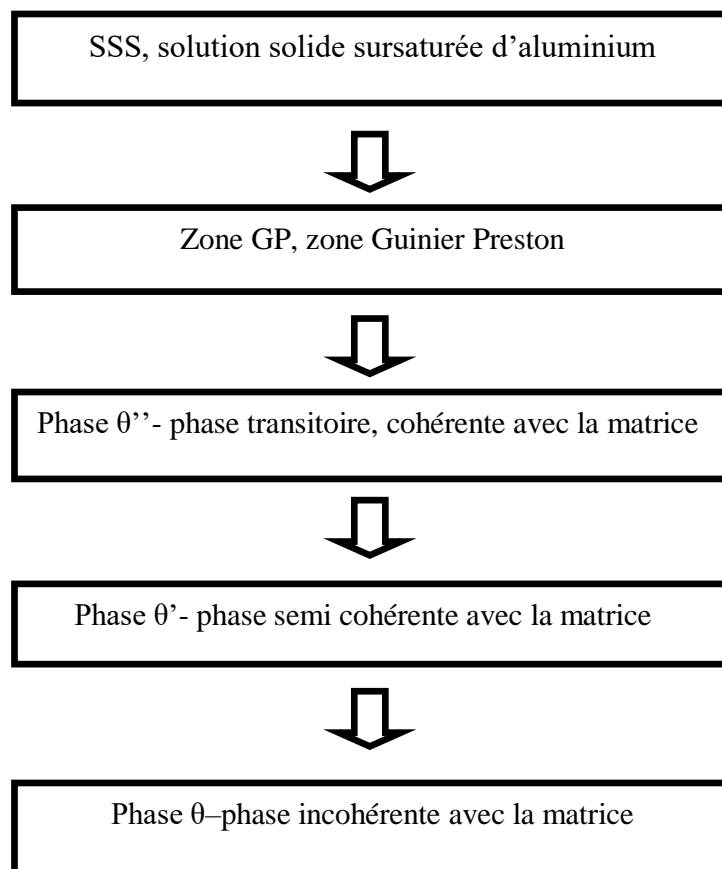 SSS, solution solide sursaturée d’aluminium
Zone GP, zone Guinier Preston
Phase θ’’- phase transitoire, cohérente avec la matrice
Phase θ’- phase semi cohérente avec la matrice
Phase θ–phase incohérente avec la matrice